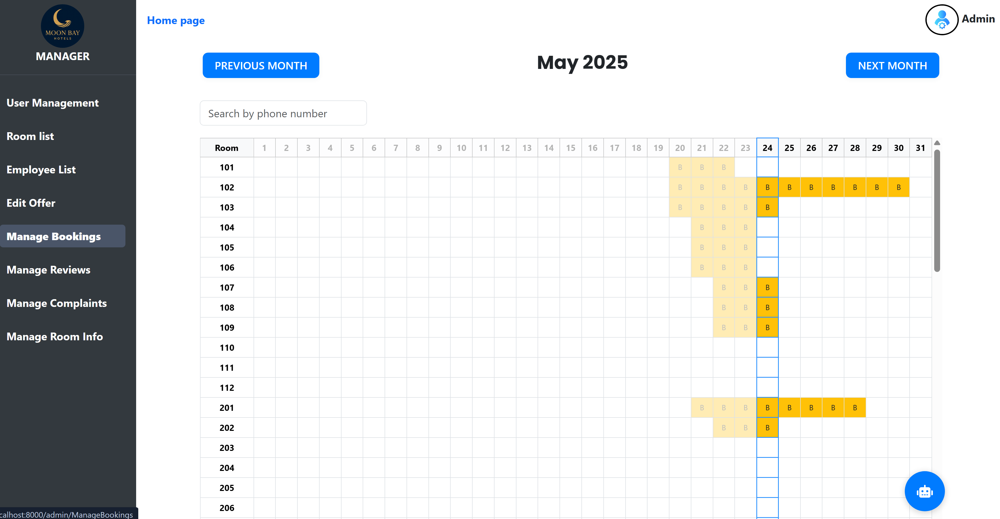 MOON BAY
HOTELS
MANAGER
User Management
Room list
Employee List
Edit Offer
Manage Bookings
Manage Reviews
Manage Complaints
Manage Room Info
calhost:8000/admin/ManageBookings
Home page
Admin
PREVIOUS MONTH
May 2025
NEXT MONTH
Search by phone number
Room 1 2 3 4 5 6 7 8 9 10 11 12 13 14 15 16 17 18 19 20 21 22 23 24 25 26 27 28 29 30 31
101 B B B
102 B B B B B B B B B B B
103 B B B B B
104 B B B
105 B B B
106 B B B
107 B B B
108 B B B
109 B B B
110
111
112
201 B B B B B B B B
202 B B B
203
204
205
206